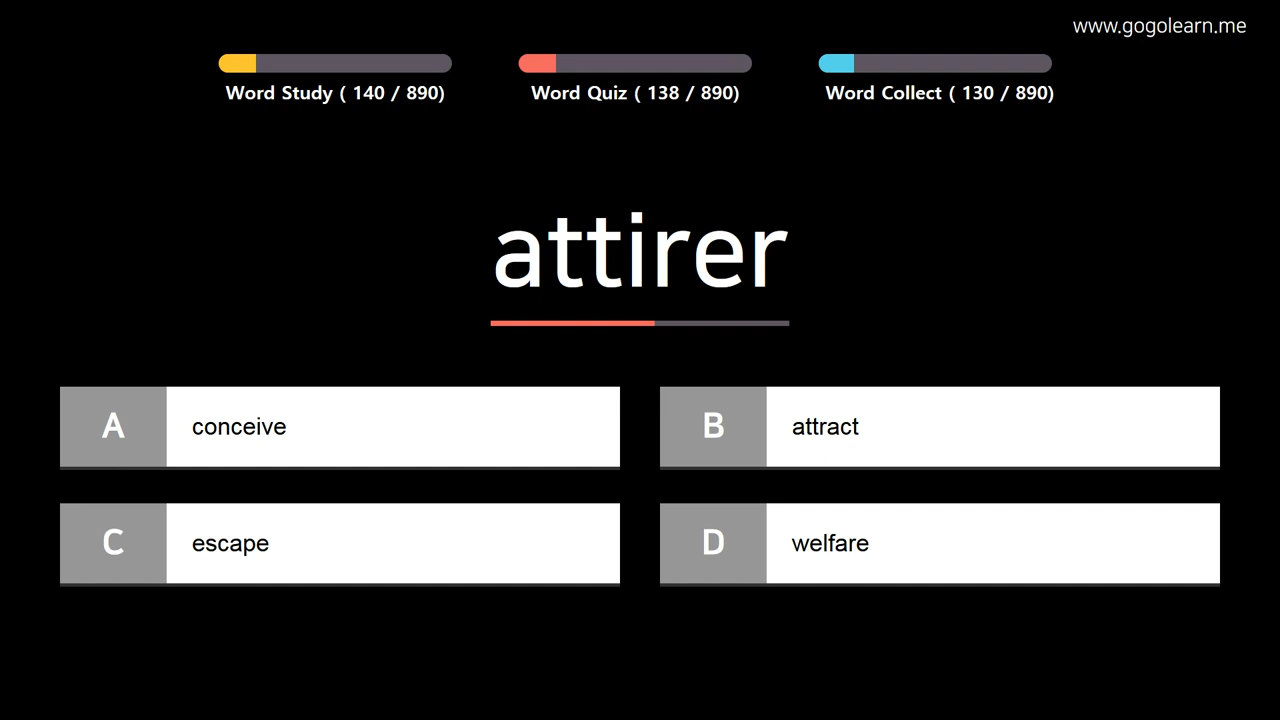 www.gogolearn.me
Word Study ( 140 / 890)
Word Quiz ( 138 / 890)
Word Collect ( 130 / 890)
attirer
A conceive
B attract
C escape
D welfare